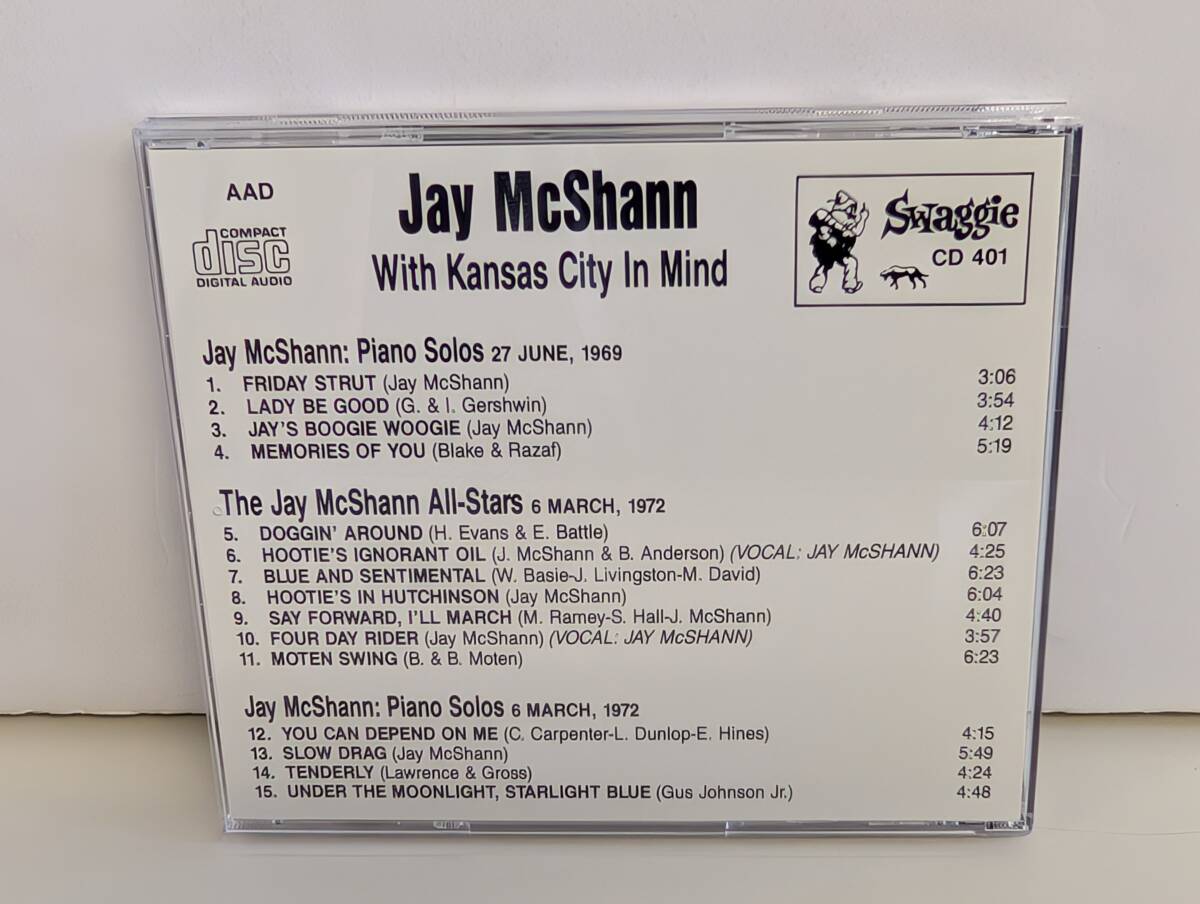 AAD
COMPACT
disc
DIGITAL AUDIO
Jay McShann
With Kansas City In Mind
Swaggie
CD 401
Jay McShann: Piano Solos 27 JUNE, 1969
1. FRIDAY STRUT (Jay McShann) 3:06
2. LADY BE GOOD (G. & I. Gershwin) 3:54
3. JAY'S BOOGIE WOOGIE (Jay McShann) 4:12
4. MEMORIES OF YOU (Blake & Razaf) 5:19
The Jay McShann All-Stars 6 MARCH, 1972
5. DOGGIN' AROUND (H. Evans & E. Battle) 6:07
6. HOOTIE'S IGNORANT OIL (J. McShann & B. Anderson) (VOCAL: JAY McSHANN) 4:25
7. BLUE AND SENTIMENTAL (W. Basie-J. Livingston-M. David) 6:23
8. HOOTIE'S IN HUTCHINSON (Jay McShann) 6:04
9. SAY FORWARD, I'LL MARCH (M. Ramey-S. Hall-J. McShann) 4:40
10. FOUR DAY RIDER (Jay McShann) (VOCAL: JAY McSHANN) 3:57
11. MOTEN SWING (B. & B. Moten) 6:23
Jay McShann: Piano Solos 6 MARCH, 1972
12. YOU CAN DEPEND ON ME (C. Carpenter-L. Dunlop-E. Hines) 4:15
13. SLOW DRAG (Jay McShann) 5:49
14. TENDERLY (Lawrence & Gross) 4:24
15. UNDER THE MOONLIGHT, STARLIGHT BLUE (Gus Johnson Jr.) 4:48